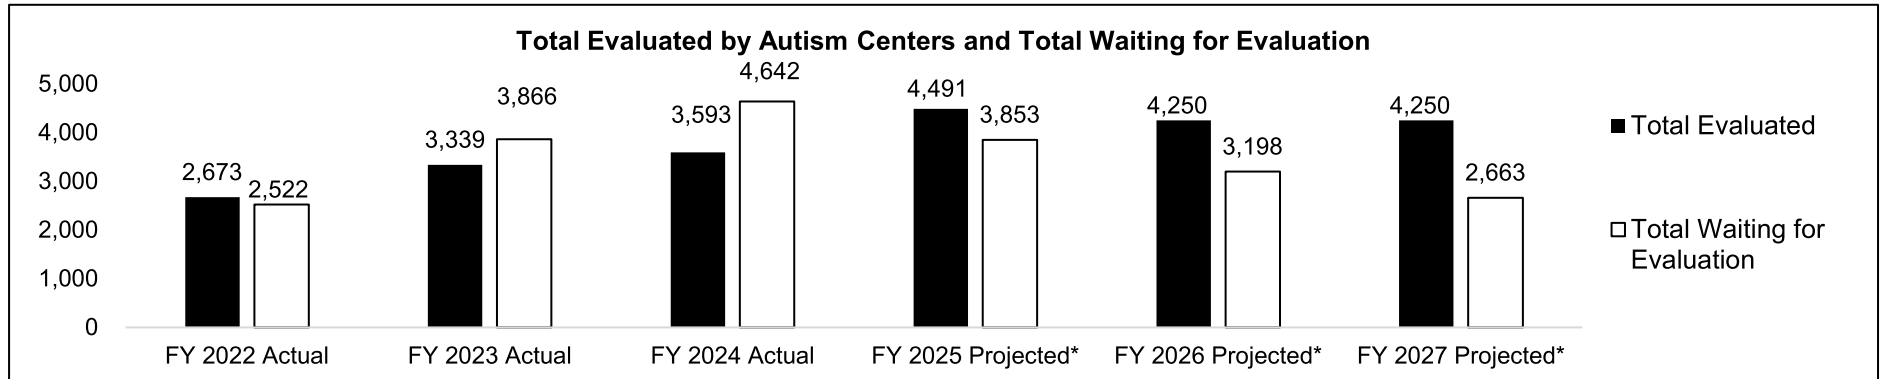 Total Evaluated by Autism Centers and Total Waiting for Evaluation
5,000
4,000
3,000
2,000
1,000
0
2,673
2,522
3,339
3,866
3,593
4,642
4,491
3,853
4,250
3,198
4,250
2,663
FY 2022 Actual
FY 2023 Actual
FY 2024 Actual
FY 2025 Projected*
FY 2026 Projected*
FY 2027 Projected*
Total Evaluated
Total Waiting for
Evaluation